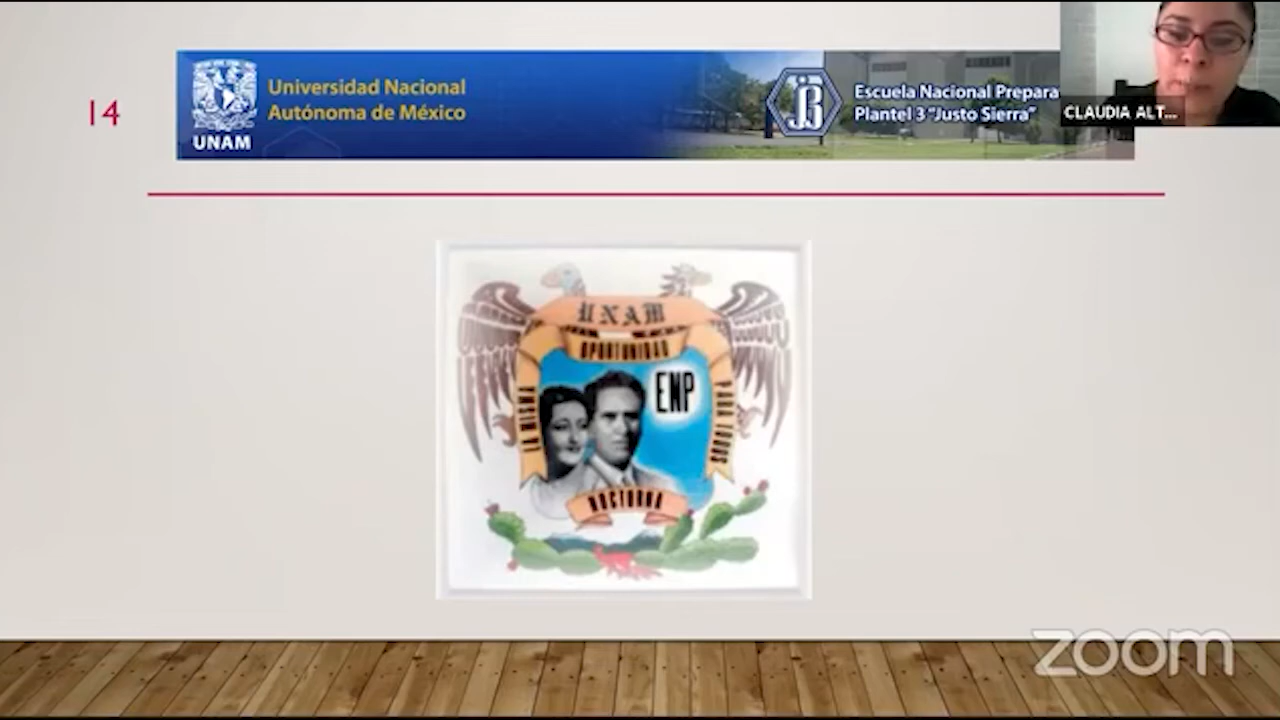 14
UNAM
Universidad Nacional
Autónoma de México
Escuela Nacional Prepara
Plantel 3 "Justo Sierra"
CLAUDIA ALT...
UNAM
OPORTUNIDAD
ENP
LA MISMA
PARA TODOS
NOCTURNA
zoom